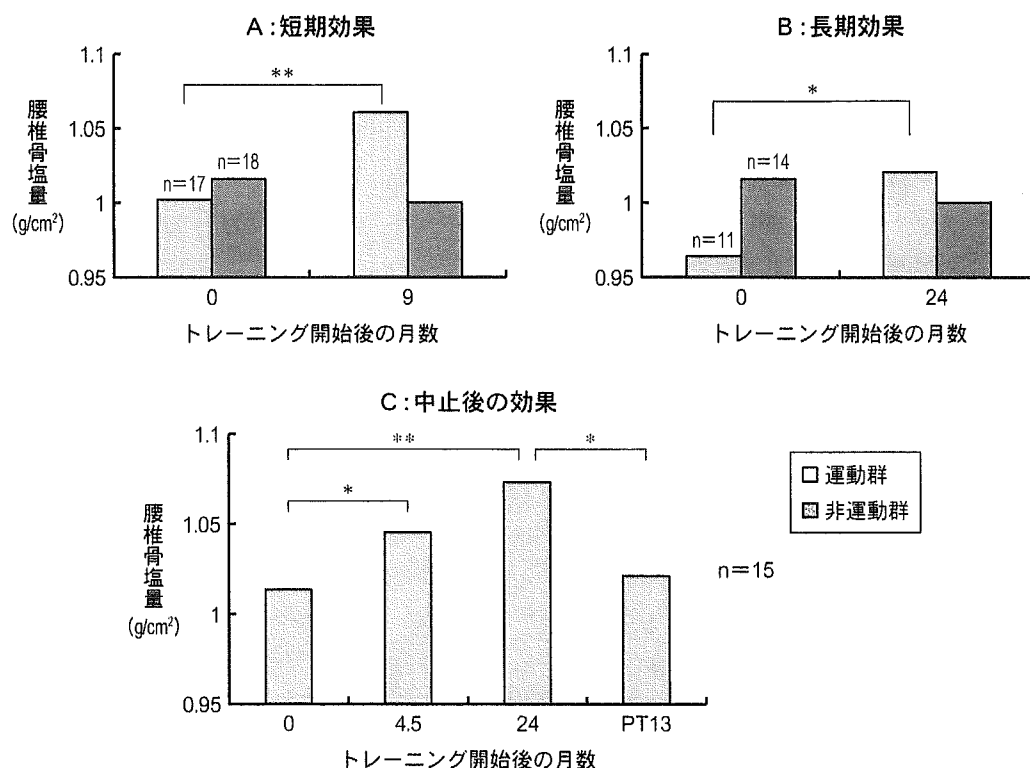 A:短期効果
1.1
1.05
1
0.95
腰椎骨塩量
(g/cm²)
**
n=17
n=18
0
9
トレーニング開始後の月数
B:長期効果
1.1
1.05
1
0.95
腰椎骨塩量
(g/cm²)
*
n=11
n=14
0
24
トレーニング開始後の月数
C:中止後の効果
1.1
1.05
1
0.95
腰椎骨塩量
(g/cm²)
**
*
*
0
4.5
24
PT13
トレーニング開始後の月数
運動群
非運動群
n=15